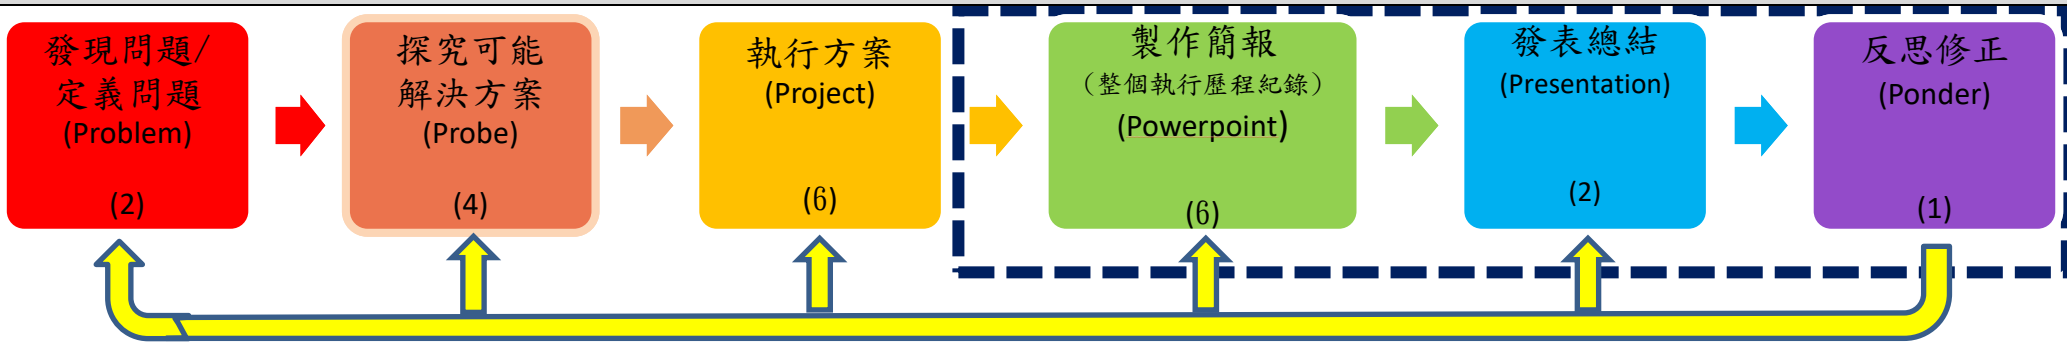 發現問題/
定義問題
(Problem)
(2)
探究可能
解決方案
(Probe)
(4)
執行方案
(Project)
(6)
製作簡報
（整個執行歷程紀錄）
(Powerpoint)
(6)
發表總結
(Presentation)
(2)
反思修正
(Ponder)
(1)